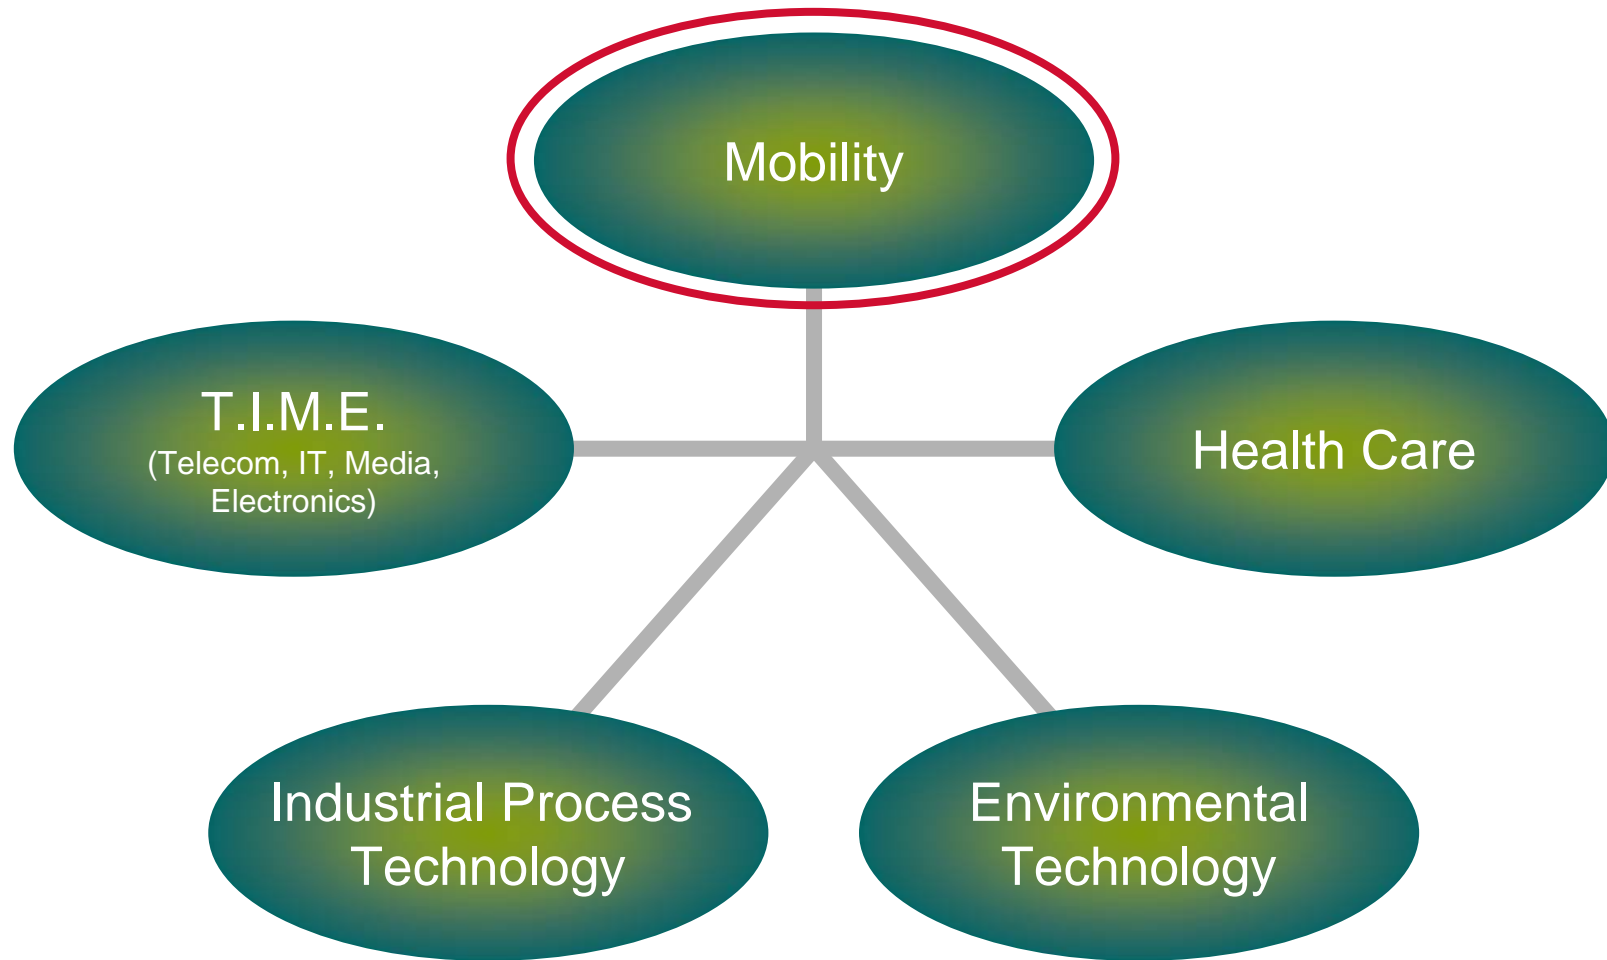 Mobility
T.I.M.E.
(Telecom, IT, Media,
Electronics)
Health Care
Industrial Process
Technology
Environmental
Technology